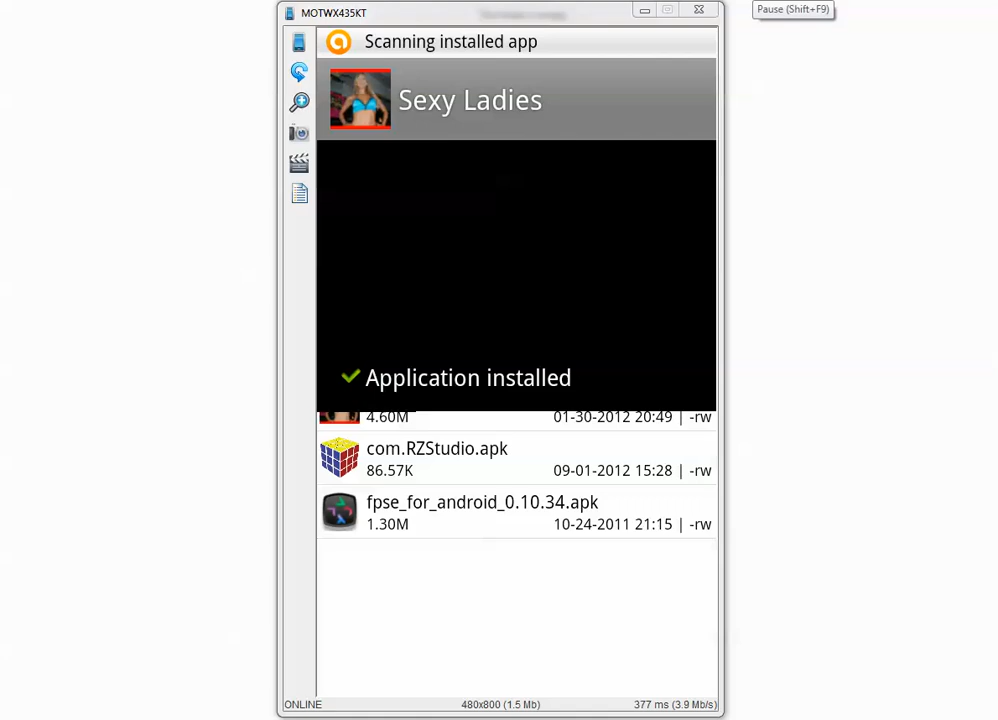 MOTWX435KT
Pause (Shift+F9)
Scanning installed app
Sexy Ladies
Application installed
4.60M 01-30-2012 20:49 | -rw
com.RZStudio.apk
86.57K 09-01-2012 15:28 | -rw
fpse_for_android_0.10.34.apk
1.30M 10-24-2011 21:15 | -rw
ONLINE 480x800 (1.5 Mb) 377 ms (3.9 Mb/s)